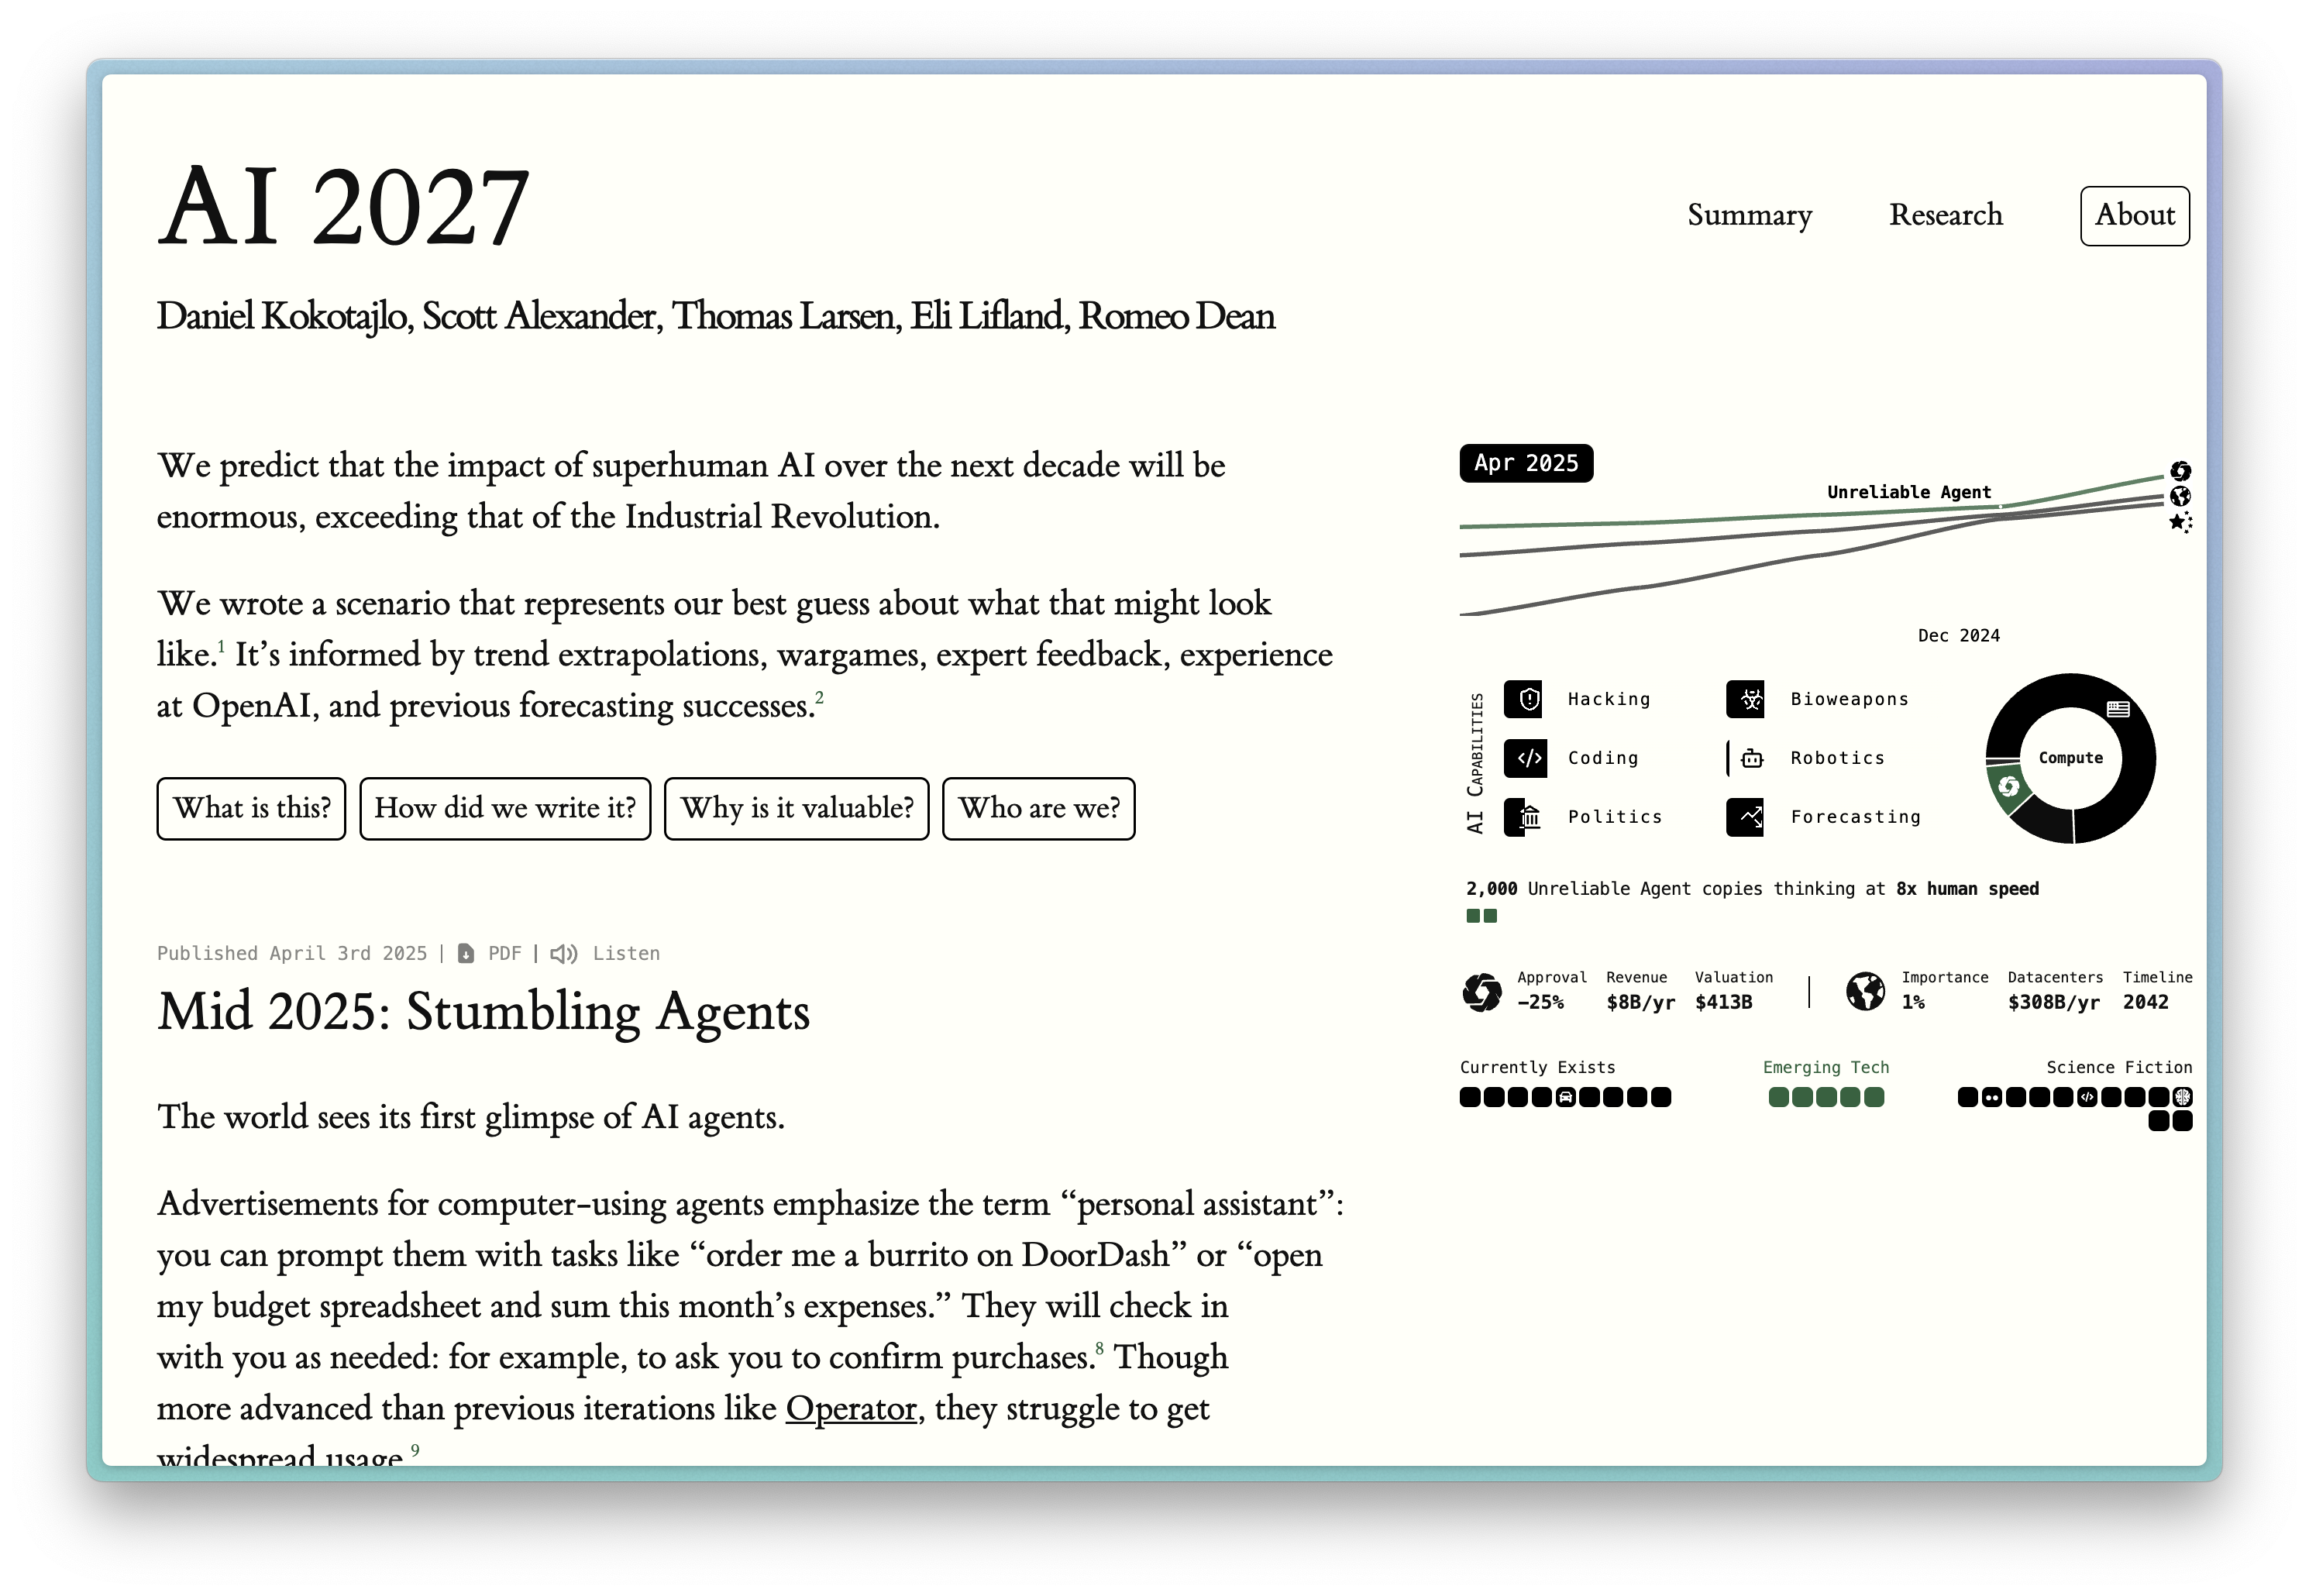 AI 2027
Summary
Research
About
Daniel Kokotajlo, Scott Alexander, Thomas Larsen, Eli Lifland, Romeo Dean
We predict that the impact of superhuman AI over the next decade will be
enormous, exceeding that of the Industrial Revolution.
We wrote a scenario that represents our best guess about what that might look
like.1 It’s informed by trend extrapolations, wargames, expert feedback, experience
at OpenAI, and previous forecasting successes.2
What is this?
How did we write it?
Why is it valuable?
Who are we?
Published April 3rd 2025 | PDF | Listen
Mid 2025: Stumbling Agents
The world sees its first glimpse of AI agents.
Advertisements for computer-using agents emphasize the term “personal assistant”:
you can prompt them with tasks like “order me a burrito on DoorDash” or “open
my budget spreadsheet and sum this month’s expenses.” They will check in
with you as needed: for example, to ask you to confirm purchases.8 Though
more advanced than previous iterations like Operator, they struggle to get
widespread usage.9
Apr 2025
Unreliable Agent
Dec 2024
AI Capabilities
Hacking
Bioweapons
Coding
Robotics
Politics
Forecasting
Compute
2,000 Unreliable Agent copies thinking at 8x human speed
Approval Revenue Valuation
-25% $8B/yr $413B
Importance Datacenters Timeline
1% $308B/yr 2042
Currently Exists
Emerging Tech
Science Fiction